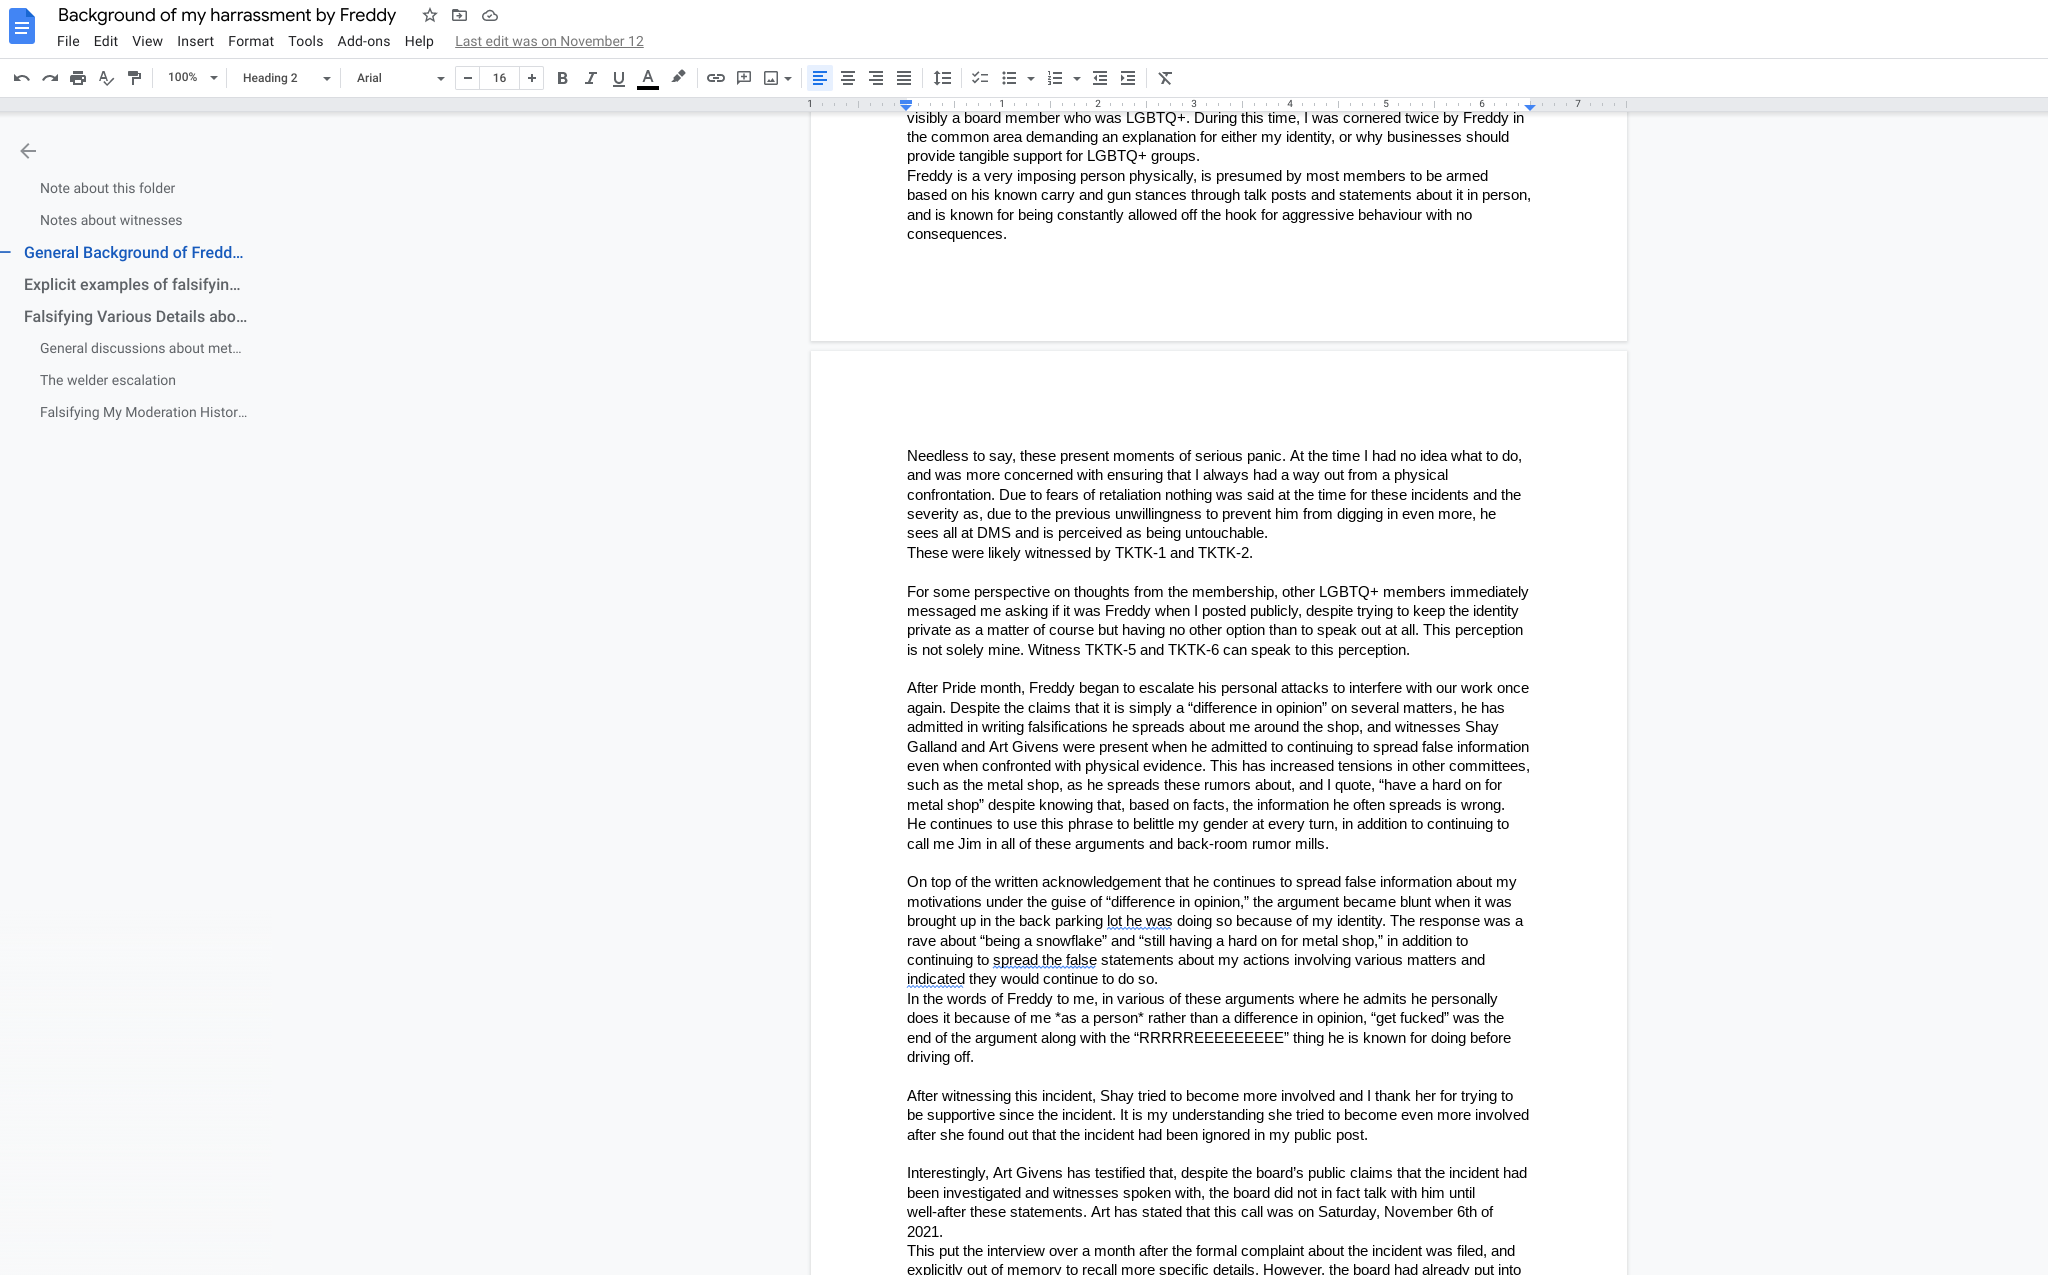 Background of my harrassment by Freddy
File Edit View Insert Format Tools Add-ons Help Last edit was on November 12
100% Heading 2 Arial 16 B I U A
1 1 2 3 4 5 6 7
Note about this folder
Notes about witnesses
General Background of Fredd...
Explicit examples of falsifyin...
Falsifying Various Details abo...
General discussions about met...
The welder escalation
Falsifying My Moderation Histor...
visibly a board member who was LGBTQ+. During this time, I was cornered twice by Freddy in
the common area demanding an explanation for either my identity, or why businesses should
provide tangible support for LGBTQ+ groups.
Freddy is a very imposing person physically, is presumed by most members to be armed
based on his known carry and gun stances through talk posts and statements about it in person,
and is known for being constantly allowed off the hook for aggressive behaviour with no
consequences.
Needless to say, these present moments of serious panic. At the time I had no idea what to do,
and was more concerned with ensuring that I always had a way out from a physical
confrontation. Due to fears of retaliation nothing was said at the time for these incidents and the
severity as, due to the previous unwillingness to prevent him from digging in even more, he
sees all at DMS and is perceived as being untouchable.
These were likely witnessed by TKTK-1 and TKTK-2.
For some perspective on thoughts from the membership, other LGBTQ+ members immediately
messaged me asking if it was Freddy when I posted publicly, despite trying to keep the identity
private as a matter of course but having no other option than to speak out at all. This perception
is not solely mine. Witness TKTK-5 and TKTK-6 can speak to this perception.
After Pride month, Freddy began to escalate his personal attacks to interfere with our work once
again. Despite the claims that it is simply a “difference in opinion” on several matters, he has
admitted in writing falsifications he spreads about me around the shop, and witnesses Shay
Galland and Art Givens were present when he admitted to continuing to spread false information
even when confronted with physical evidence. This has increased tensions in other committees,
such as the metal shop, as he spreads these rumors about, and I quote, “have a hard on for
metal shop” despite knowing that, based on facts, the information he often spreads is wrong.
He continues to use this phrase to belittle my gender at every turn, in addition to continuing to
call me Jim in all of these arguments and back-room rumor mills.
On top of the written acknowledgement that he continues to spread false information about my
motivations under the guise of “difference in opinion,” the argument became blunt when it was
brought up in the back parking lot he was doing so because of my identity. The response was a
rave about “being a snowflake” and “still having a hard on for metal shop,” in addition to
continuing to spread the false statements about my actions involving various matters and
indicated they would continue to do so.
In the words of Freddy to me, in various of these arguments where he admits he personally
does it because of me *as a person* rather than a difference in opinion, “get fucked” was the
end of the argument along with the “RRRRREEEEEEEEE” thing he is known for doing before
driving off.
After witnessing this incident, Shay tried to become more involved and I thank her for trying to
be supportive since the incident. It is my understanding she tried to become even more involved
after she found out that the incident had been ignored in my public post.
Interestingly, Art Givens has testified that, despite the board’s public claims that the incident had
been investigated and witnesses spoken with, the board did not in fact talk with him until
well-after these statements. Art has stated that this call was on Saturday, November 6th of
2021.
This put the interview over a month after the formal complaint about the incident was filed, and
explicitly out of memory to recall more specific details. However, the board had already put into